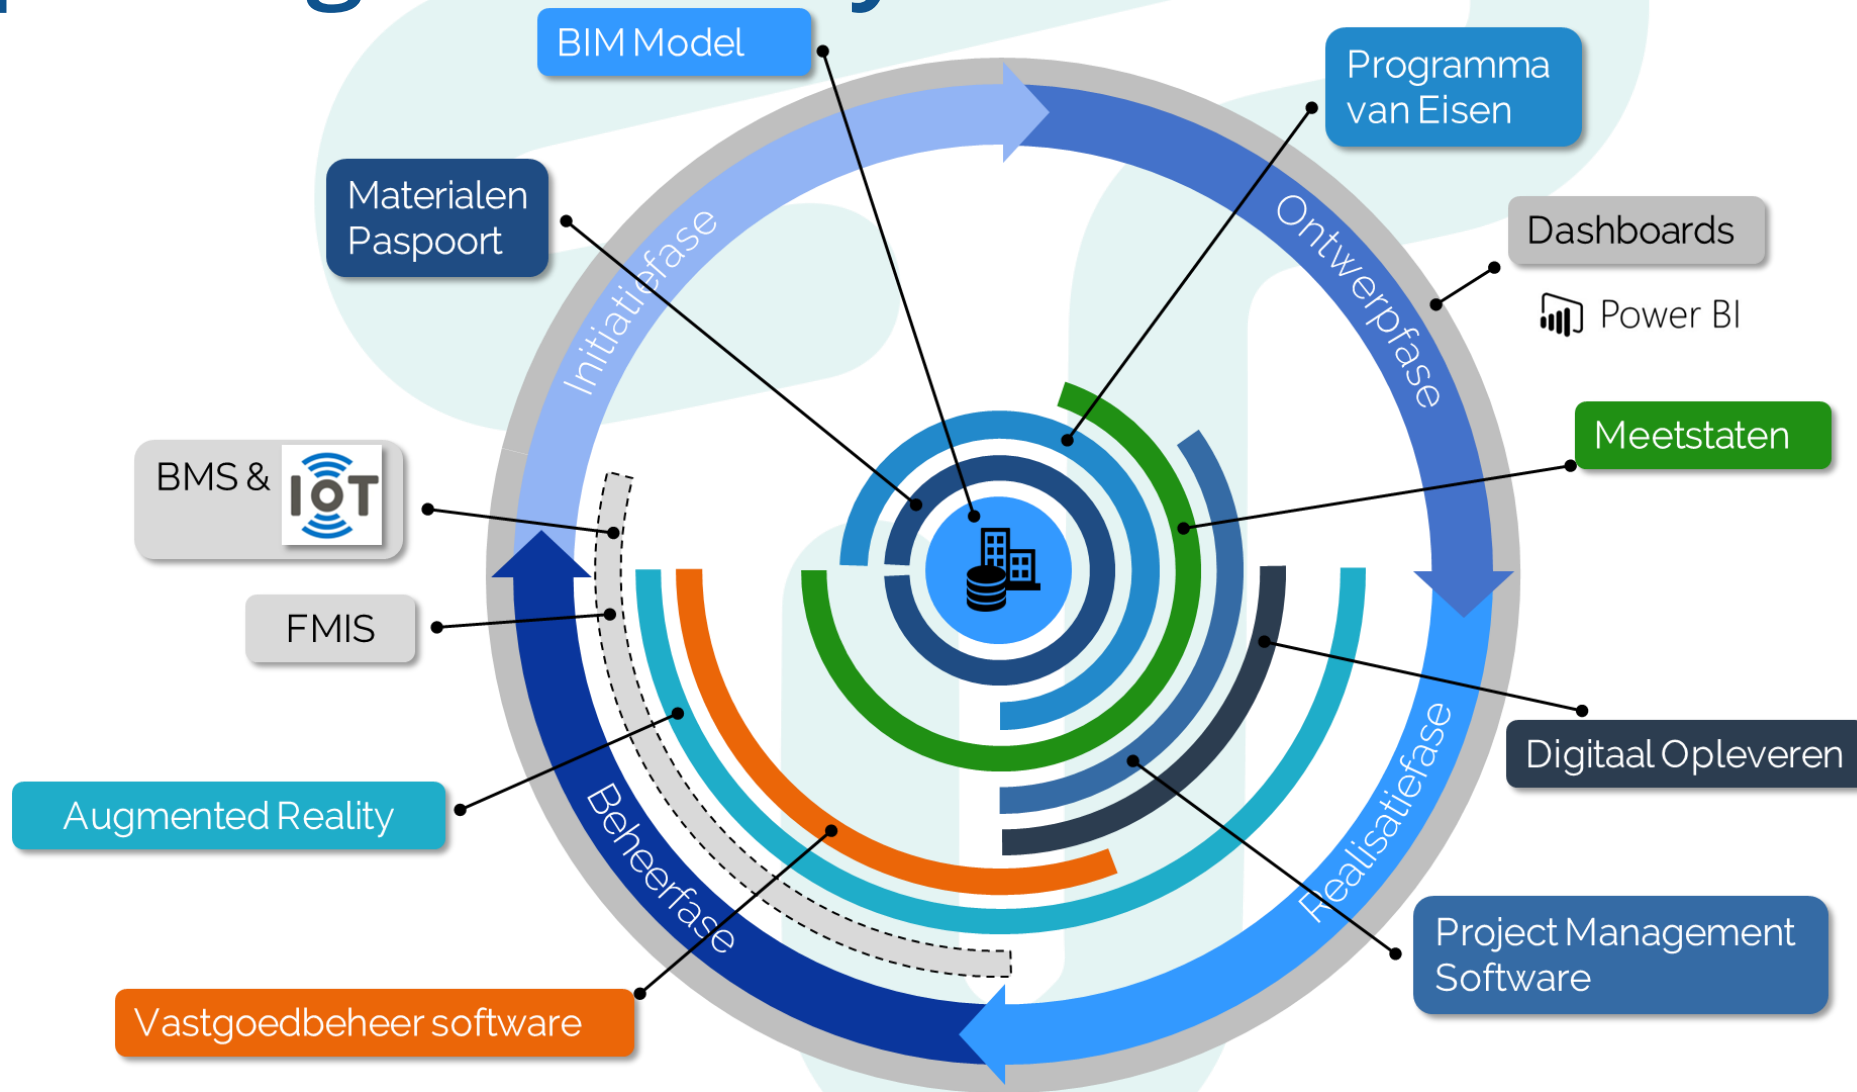 BIM Model
Programma
van Eisen
Materialen
Paspoort
Initiatiefase
Ontwerpfase
Dashboards
Power BI
Meetstaten
BMS &
IoT
FMIS
Digitaal Opleveren
Realisatiefase
Augmented Reality
Beheerfase
Project Management
Software
Vastgoedbeheer software